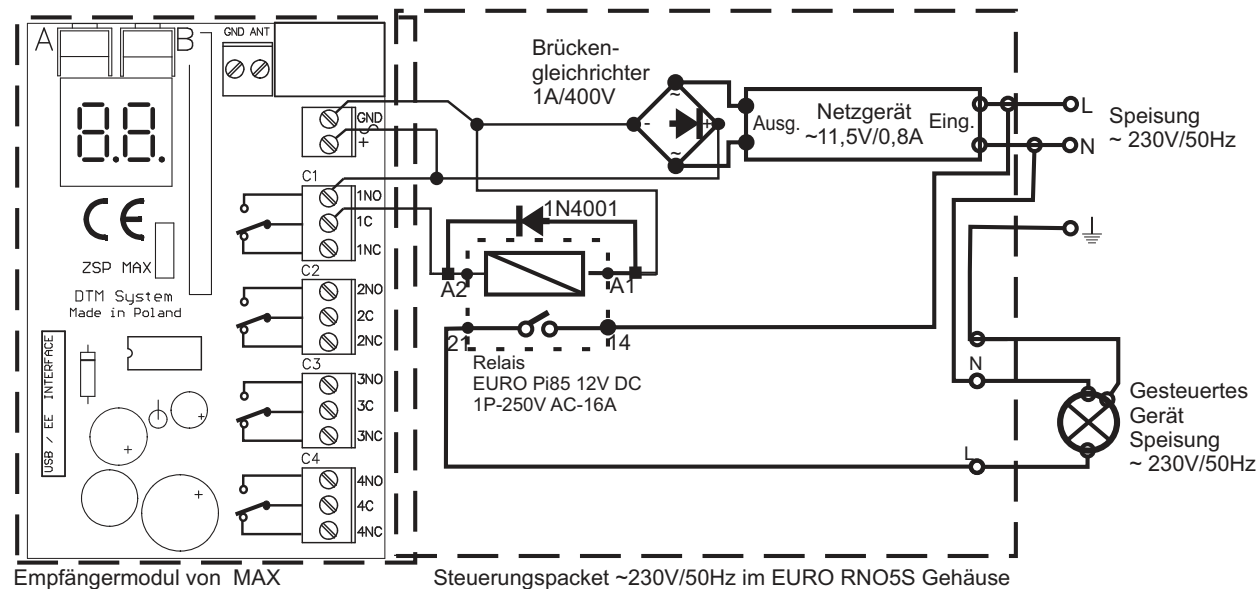 A
B
GND ANT
8.8.
GND
+
CE
ZSP MAX
DTM System
Made in Poland
USB / EE INTERFACE
+
+
+
C1
1NO
1C
1NC
C2
2NO
2C
2NC
C3
3NO
3C
3NC
C4
4NO
4C
4NC
Empfängermodul von MAX
Brücken-
gleichrichter
1A/400V
~
-
+
~
Ausg.
Netzgerät
~11,5V/0,8A
Eing.
L
N
Speisung
~ 230V/50Hz
1N4001
A2
A1
21
14
Relais
EURO Pi85 12V DC
1P-250V AC-16A
N
L
Gesteuertes
Gerät
Speisung
~ 230V/50Hz
Steuerungspacket ~230V/50Hz im EURO RNO5S Gehäuse